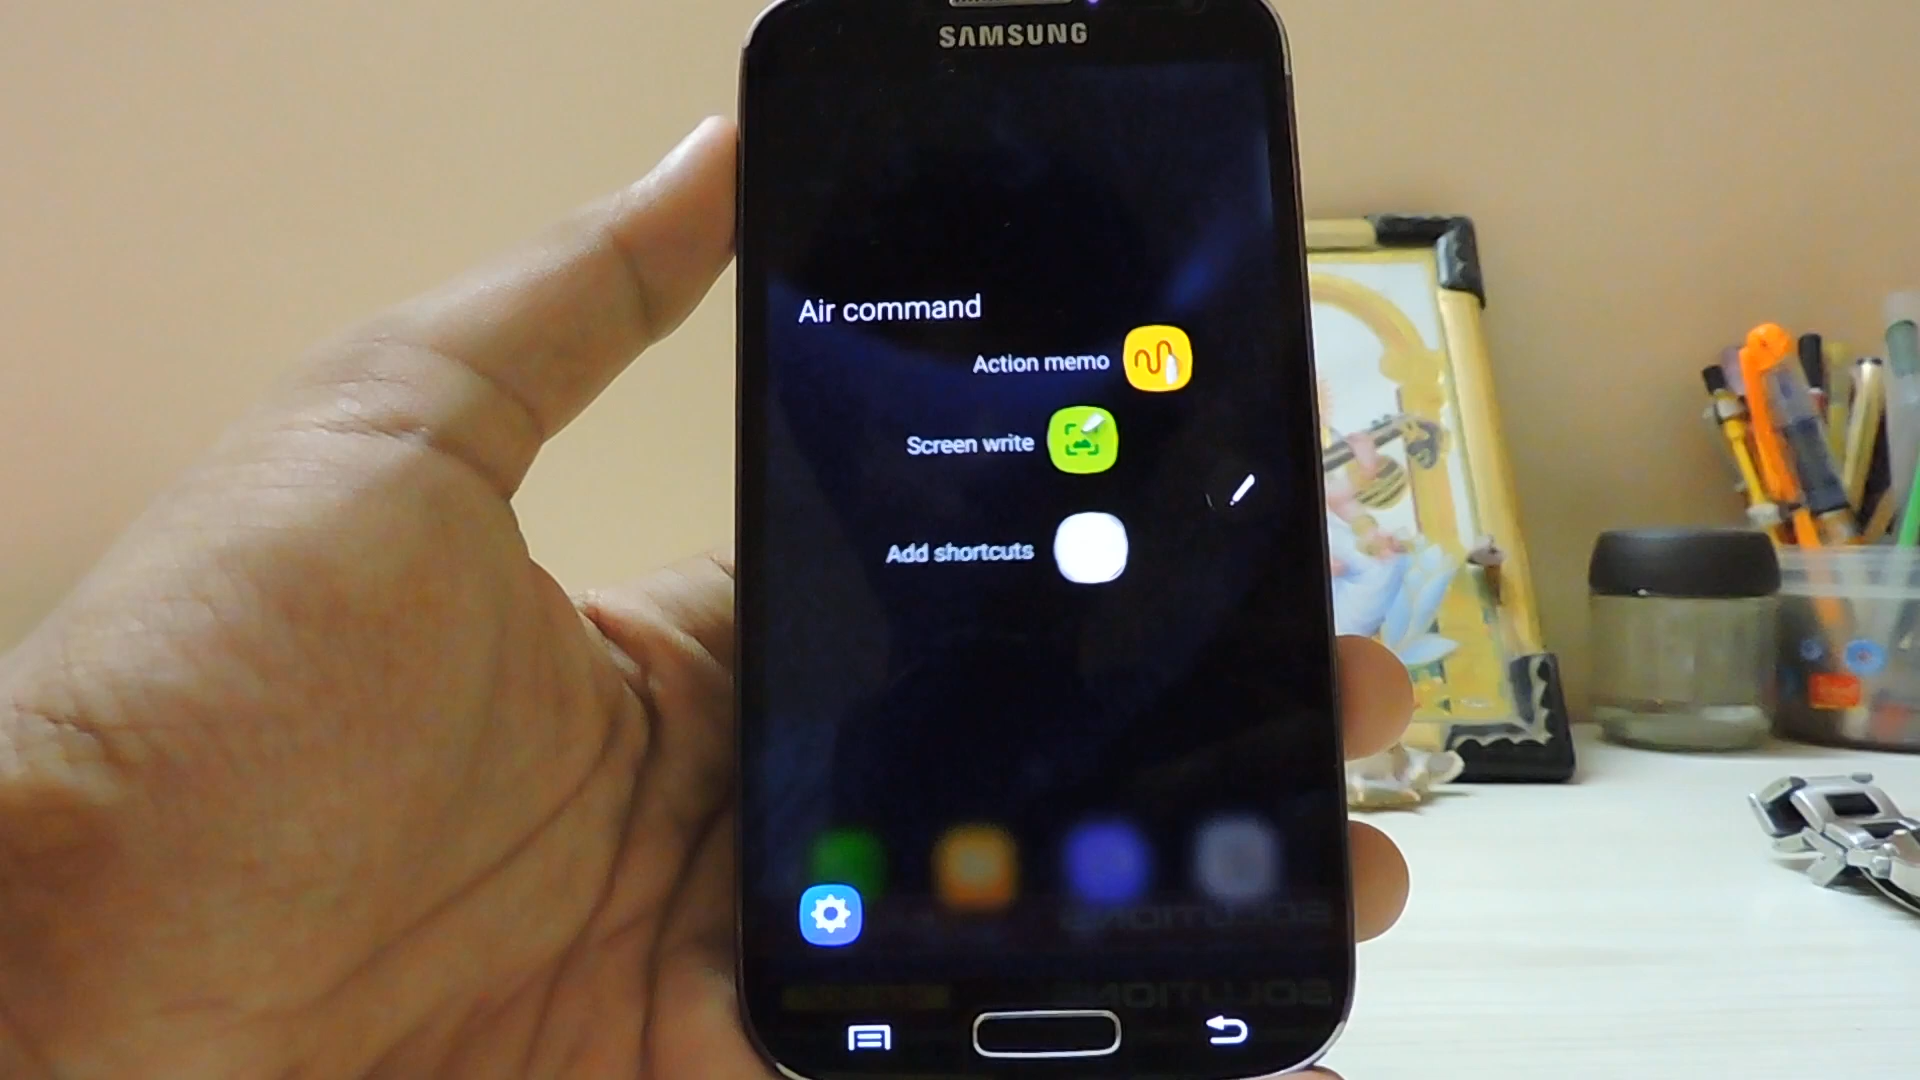 SAMSUNG
Air command
Action memo
Screen write
Add shortcuts